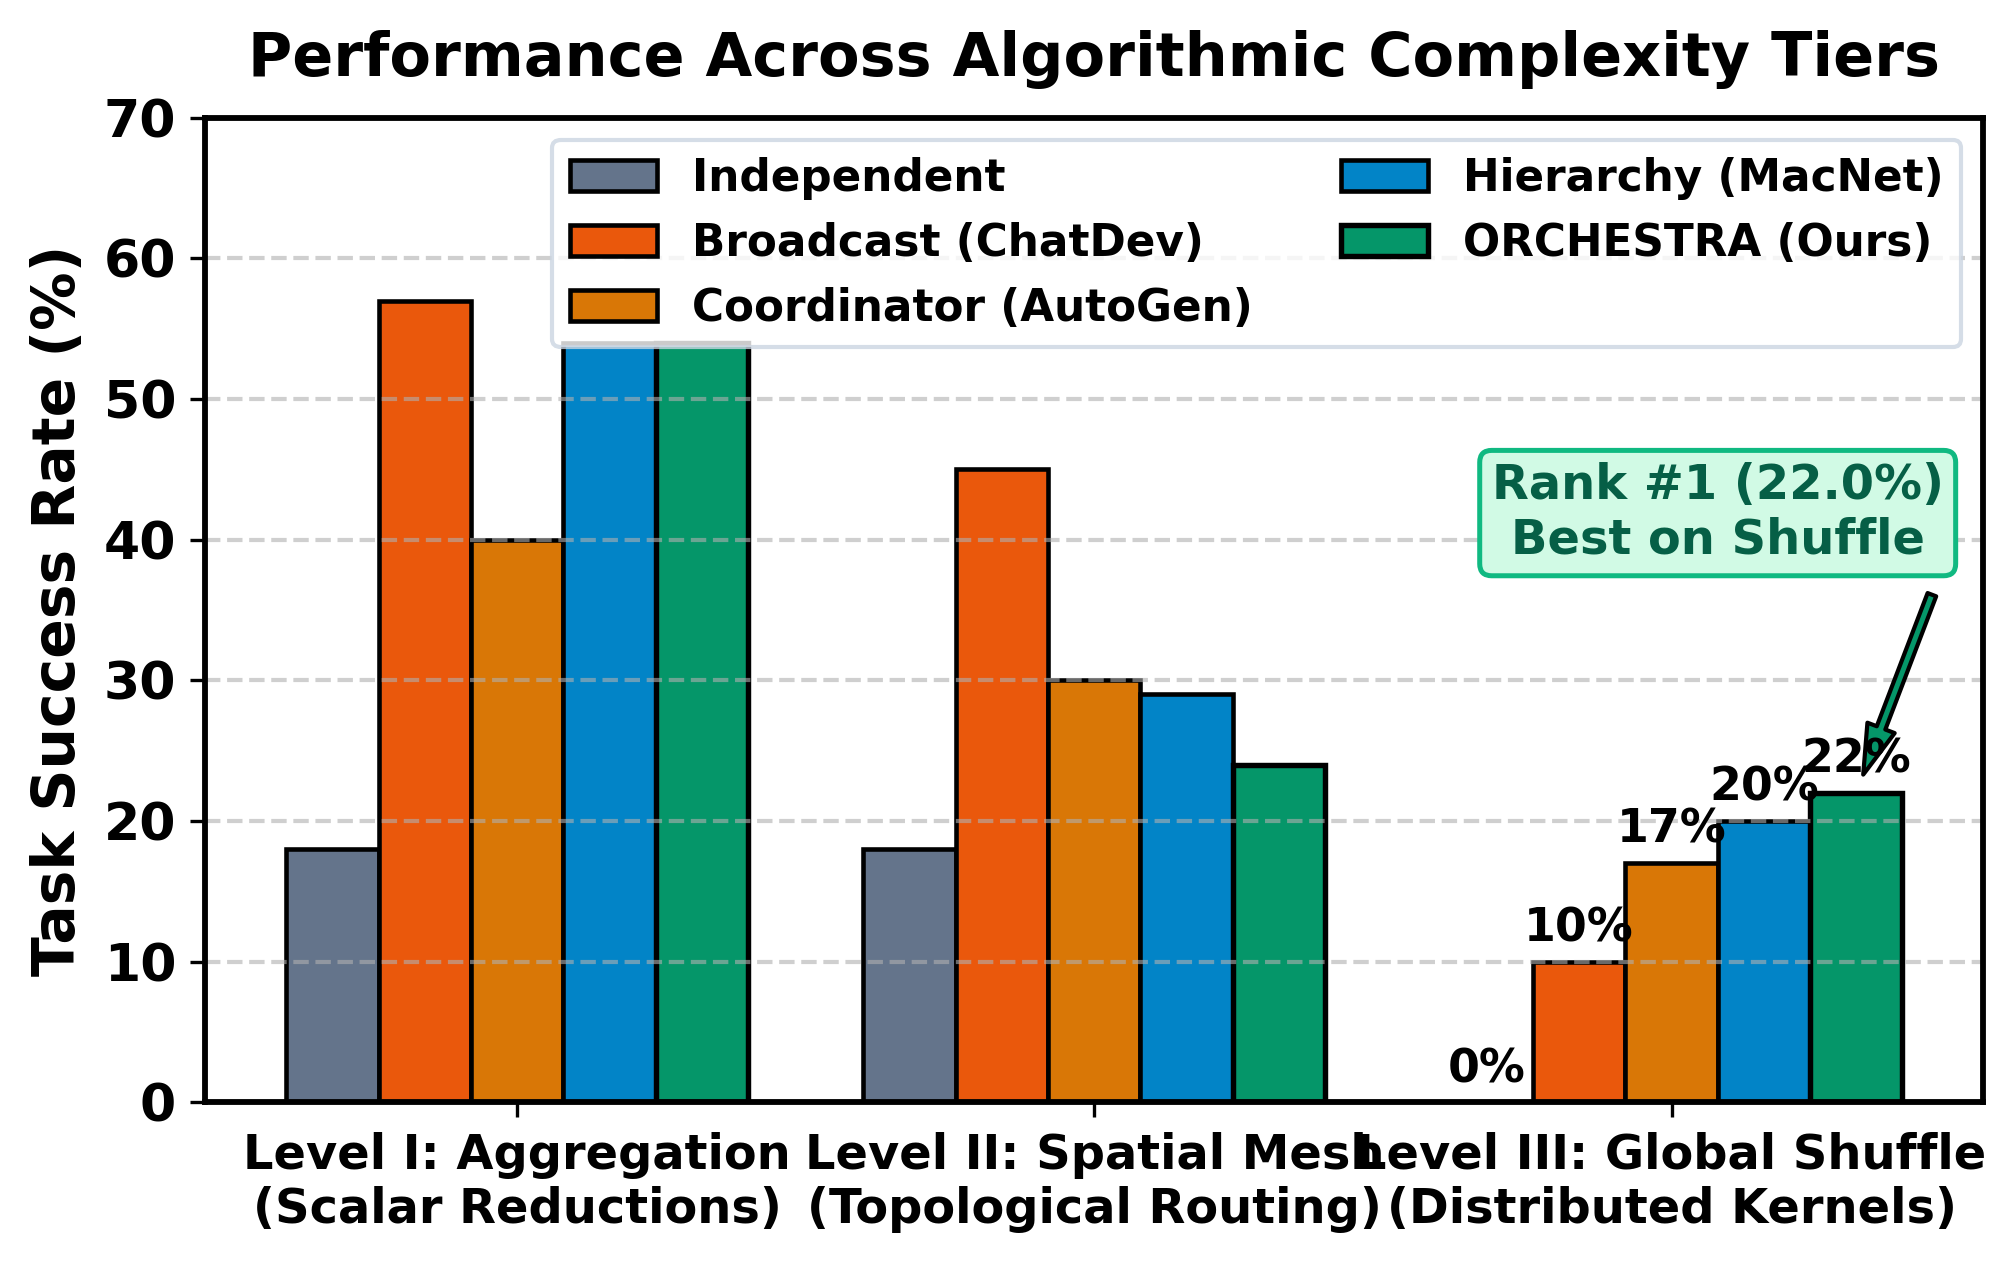 Performance Across Algorithmic Complexity Tiers
Task Success Rate (%)
70
60
50
40
30
20
10
0
Independent
Broadcast (ChatDev)
Coordinator (AutoGen)
Hierarchy (MacNet)
ORCHESTRA (Ours)
Rank #1 (22.0%)
Best on Shuffle
0%
10%
17%
20%
22%
Level I: Aggregation
(Scalar Reductions)
Level II: Spatial Mesh
(Topological Routing)
Level III: Global Shuffle
(Distributed Kernels)